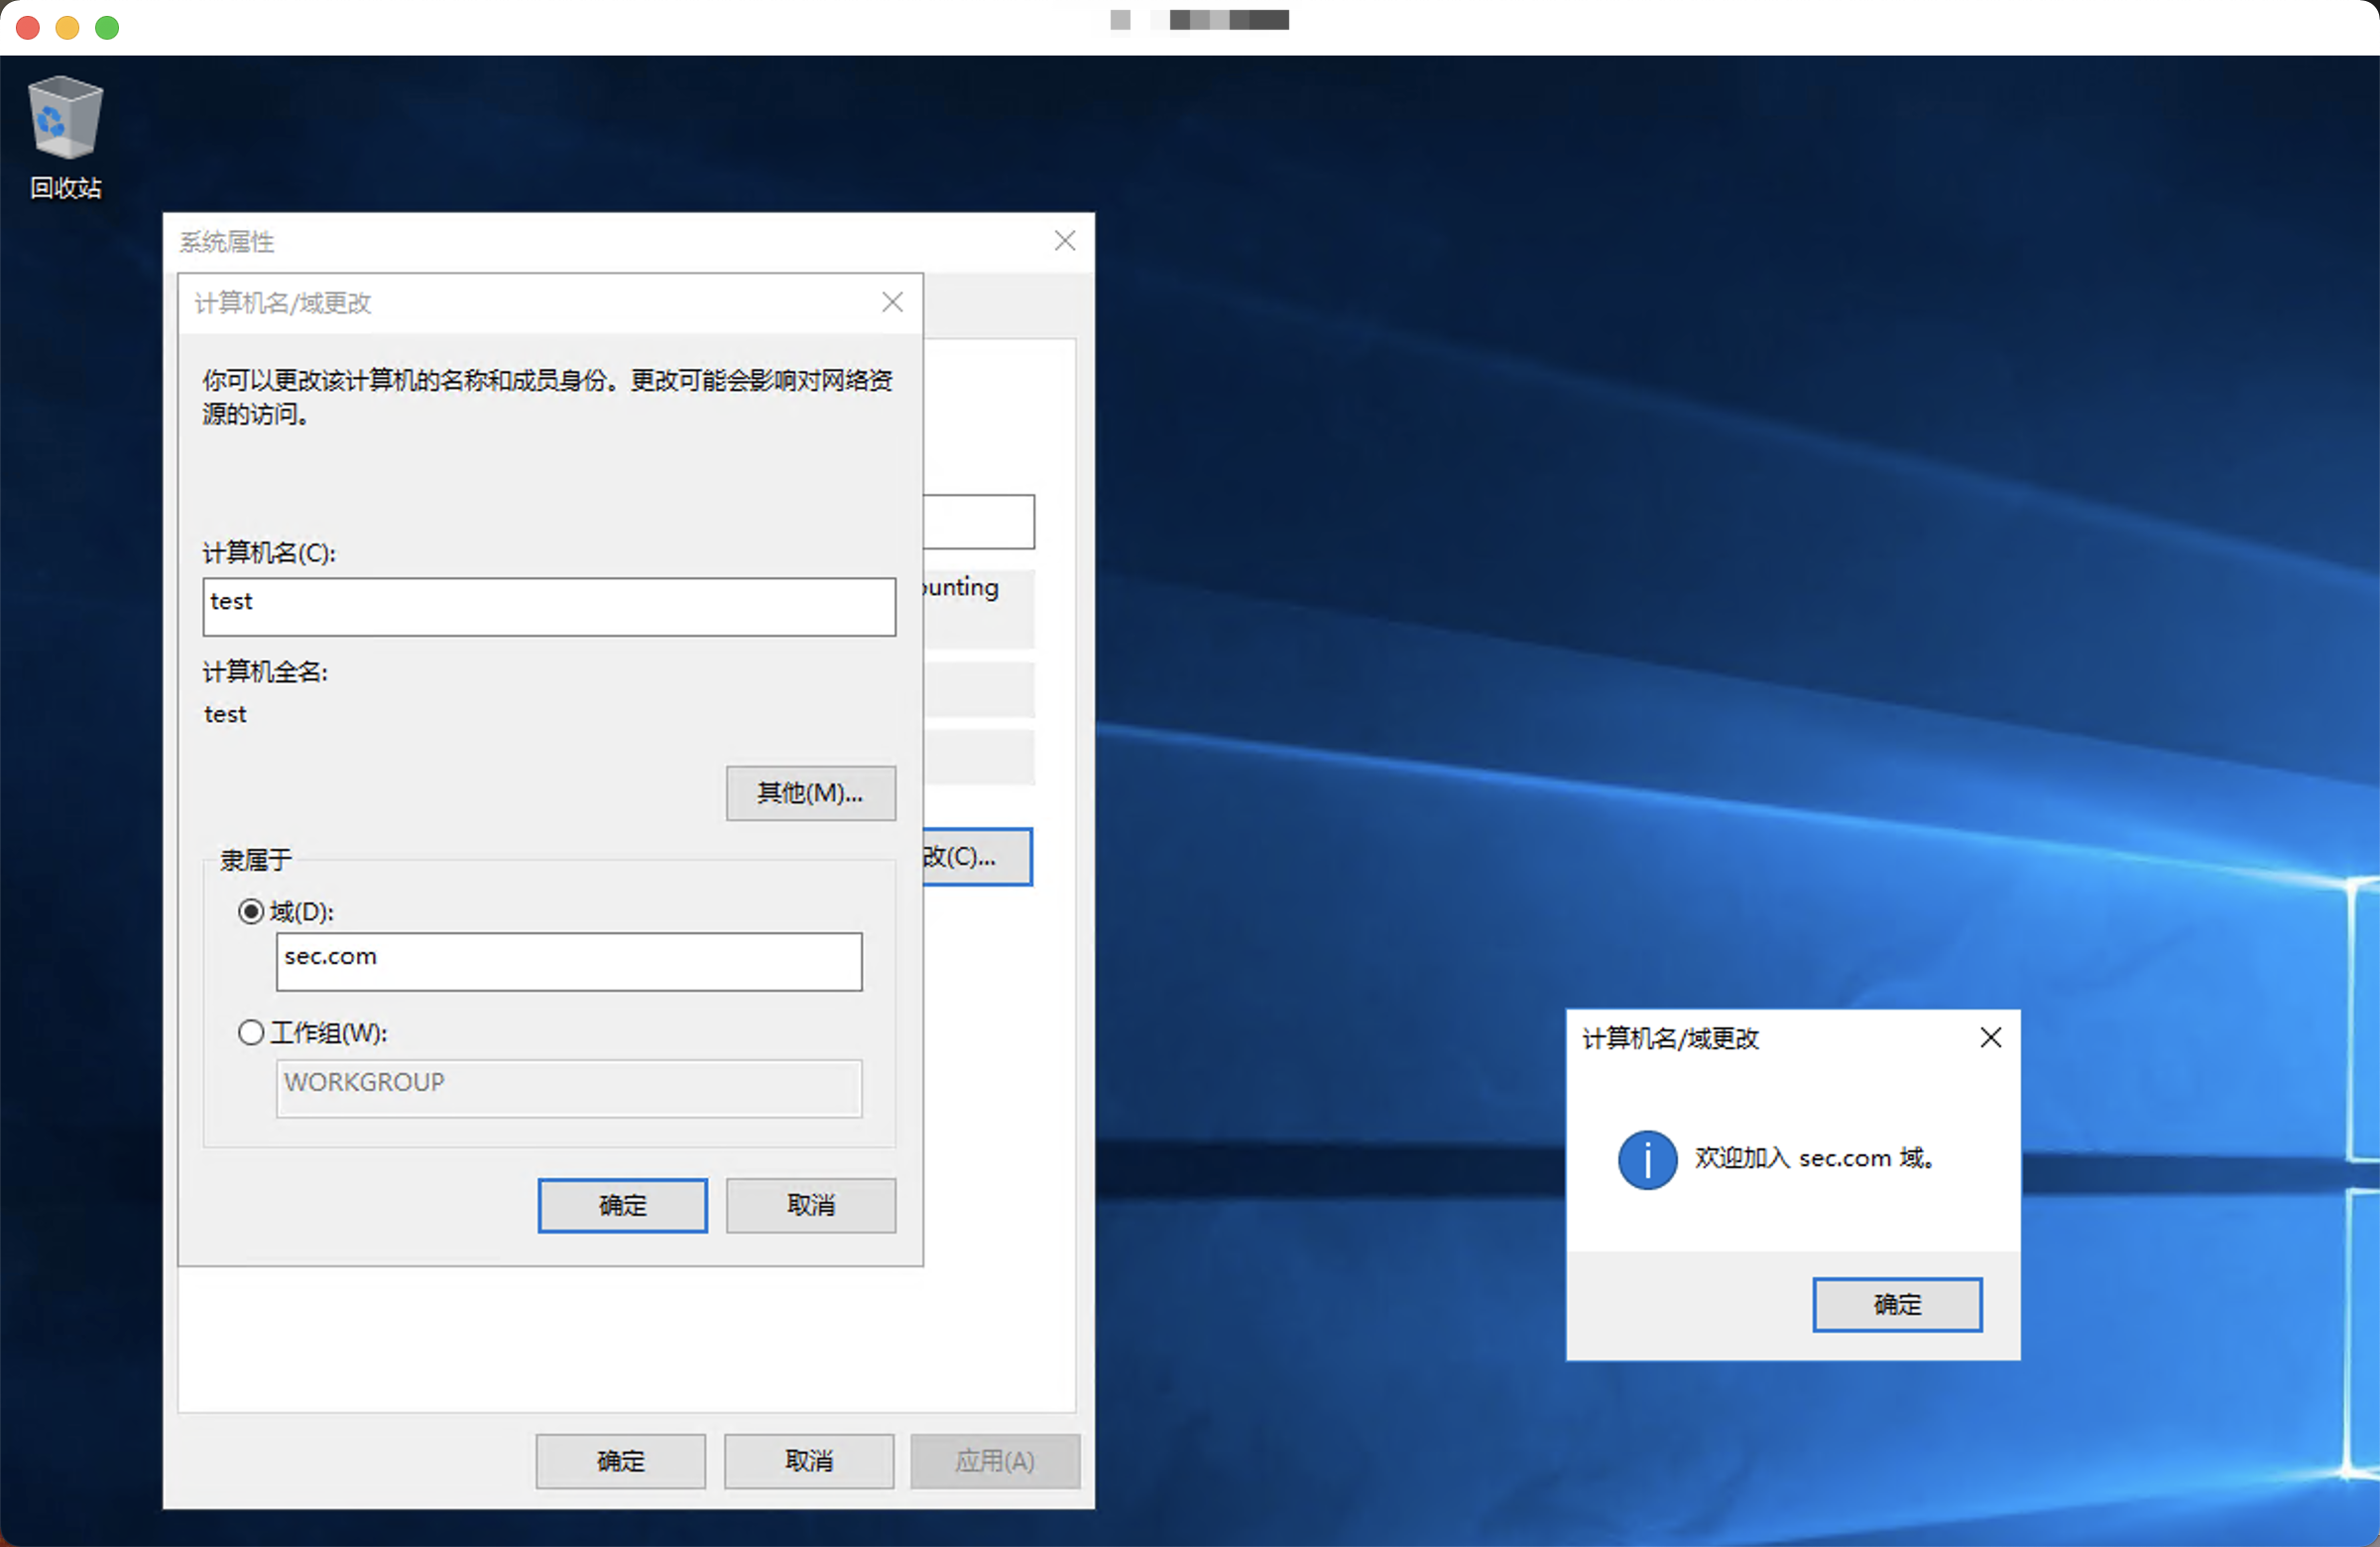 回收站
系统属性
计算机名/域更改
你可以更改该计算机的名称和成员身份。更改可能会影响对网络资
源的访问。
计算机名(C):
test
ounting
计算机全名:
test
其他(M)...
改(C)...
隶属于
域(D):
sec.com
工作组(W):
WORKGROUP
确定
取消
确定
取消
应用(A)
计算机名/域更改
欢迎加入 sec.com 域。
确定